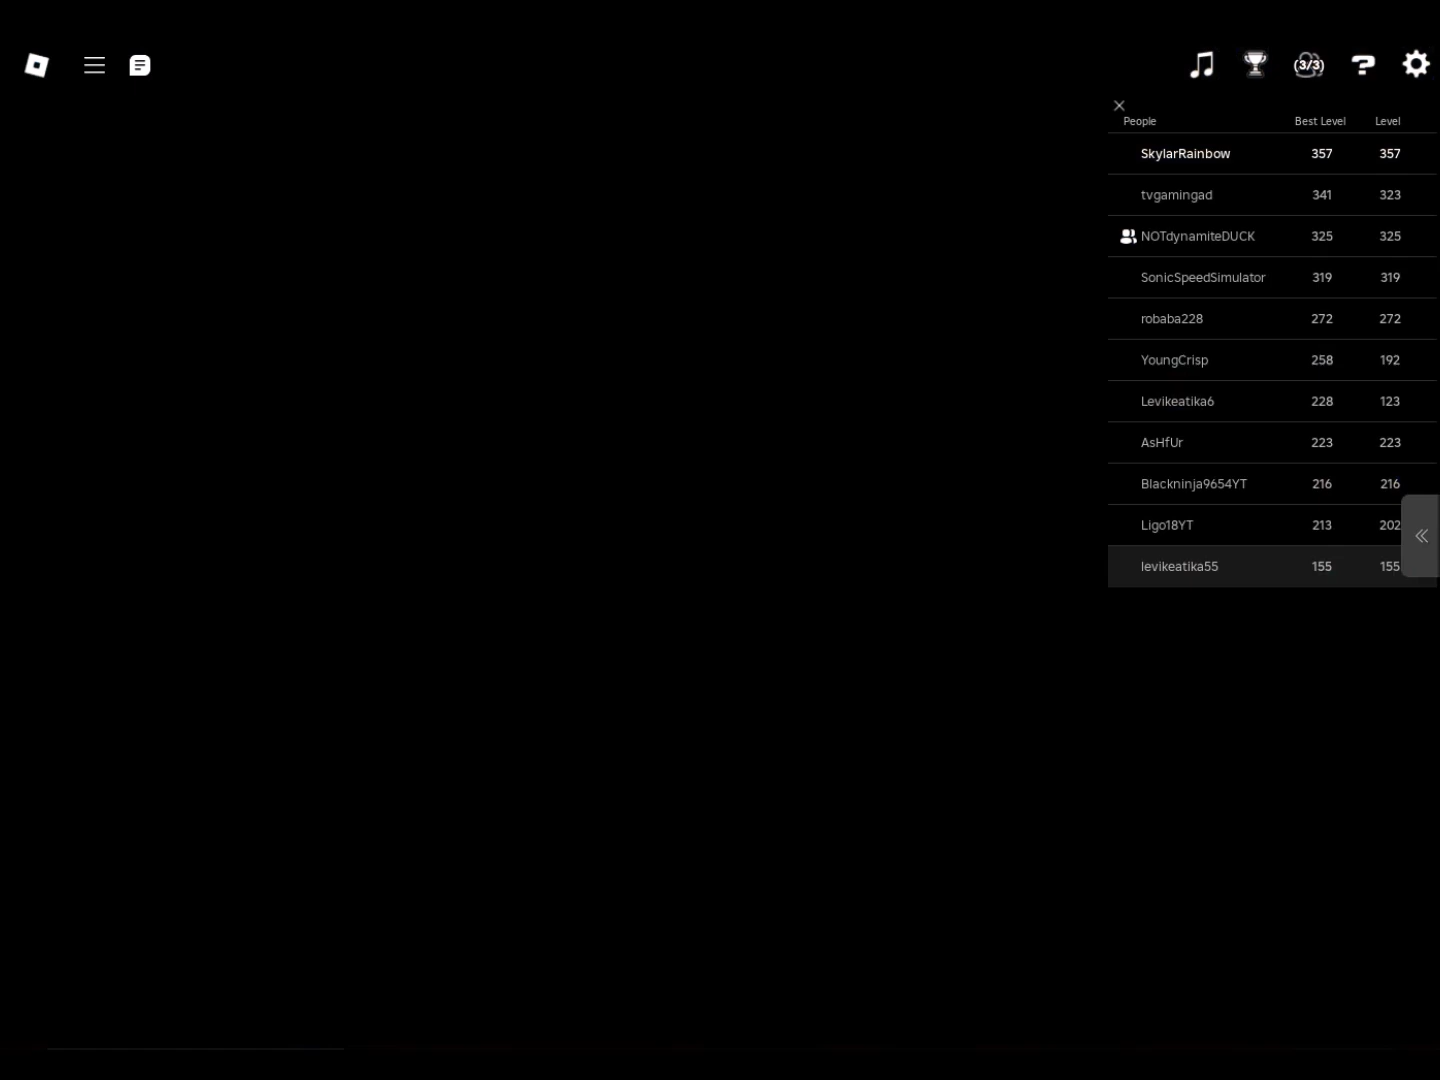 (3/3)
People Best Level Level
SkylarRainbow 357 357
tvgamingad 341 323
NOTdynamiteDUCK 325 325
SonicSpeedSimulator 319 319
robaba228 272 272
YoungCrisp 258 192
Levikeatika6 228 123
AsHfUr 223 223
Blackninja9654YT 216 216
Ligo18YT 213 202
levikeatika55 155 155